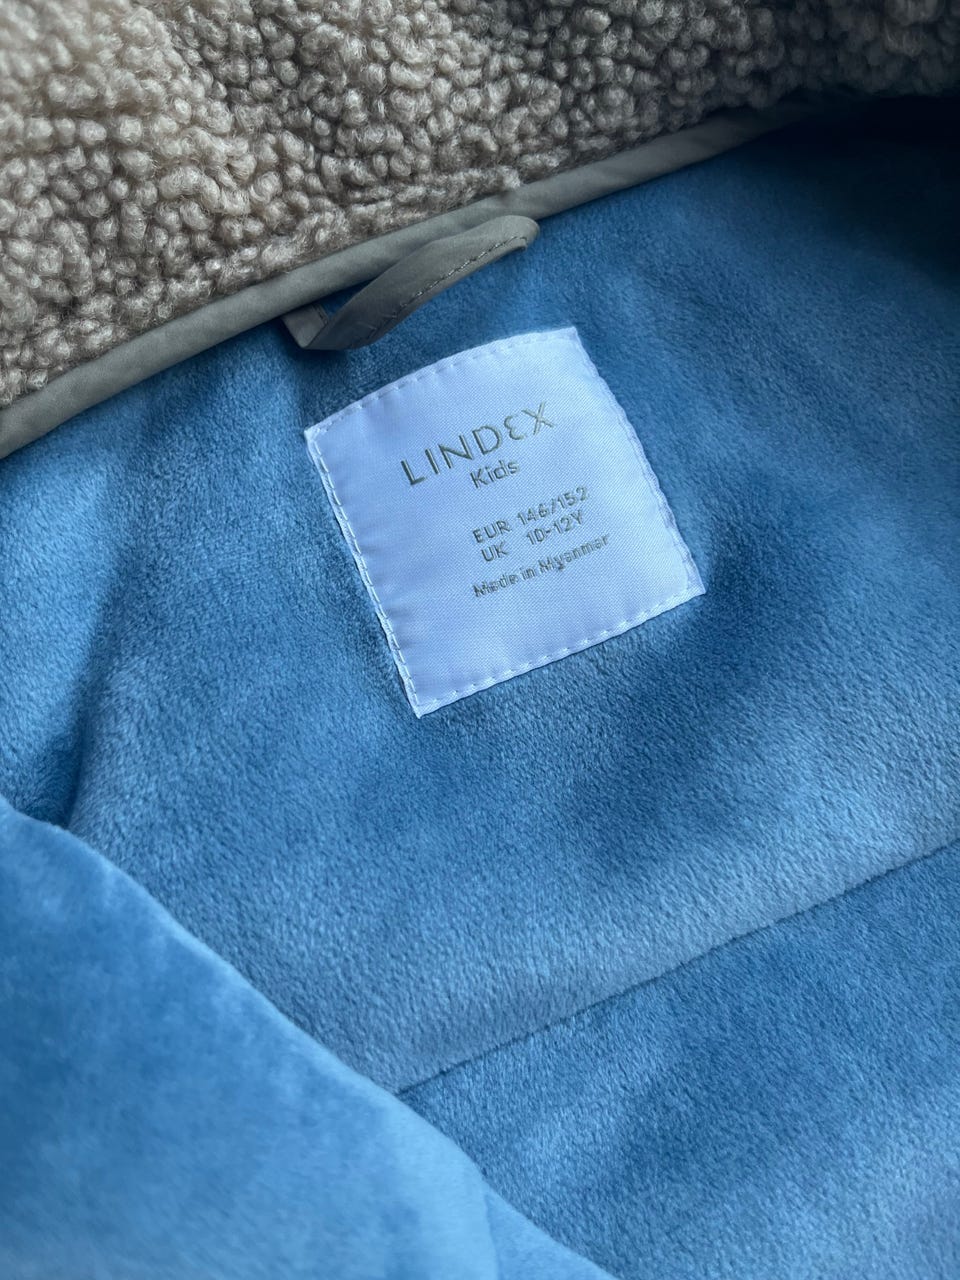 LINDEX
Kids
EUR 146/152
UK 10-12Y
Made in Myanmar